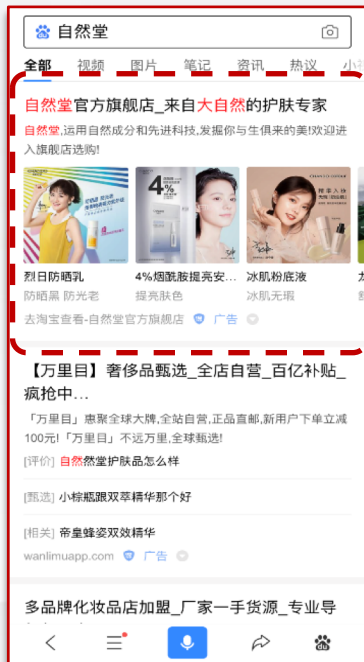 自然堂
全部 视频 图片 笔记 资讯 热议 小
自然堂官方旗舰店_来自大自然的护肤专家
自然堂,运用自然成分和先进科技,发掘你与生俱来的美!欢迎进
入旗舰店选购!
4%
烈日防晒乳 4%烟酰胺提亮安... 冰肌粉底液
防晒黑 防光老 提亮肤色 冰肌无瑕
去淘宝查看-自然堂官方旗舰店 广告
【万里目】奢侈品甄选_全店自营_百亿补贴_
疯抢中...
「万里目」惠聚全球大牌,全站自营,正品直邮,新用户下单立减
100元!「万里目」不远万里,全球甄选!
[评价] 自然然堂护肤品怎么样
[甄选] 小棕瓶跟双萃精华那个好
[相关] 帝皇蜂姿双效精华
wanlimuapp.com 广告
多品牌化妆品店加盟_厂家一手货源_专业导
du